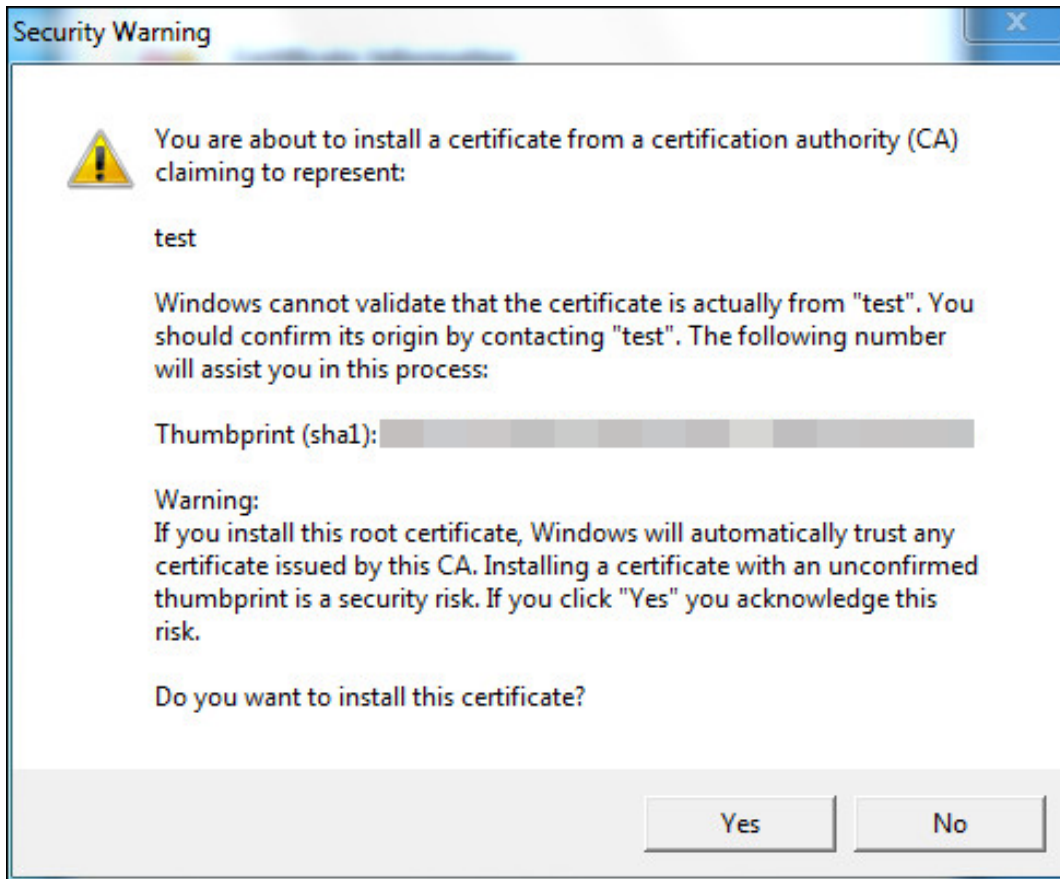 Security Warning
You are about to install a certificate from a certification authority (CA)
claiming to represent:
test
Windows cannot validate that the certificate is actually from "test". You
should confirm its origin by contacting "test". The following number
will assist you in this process:
Thumbprint (sha1):
Warning:
If you install this root certificate, Windows will automatically trust any
certificate issued by this CA. Installing a certificate with an unconfirmed
thumbprint is a security risk. If you click "Yes" you acknowledge this
risk.
Do you want to install this certificate?
Yes
No